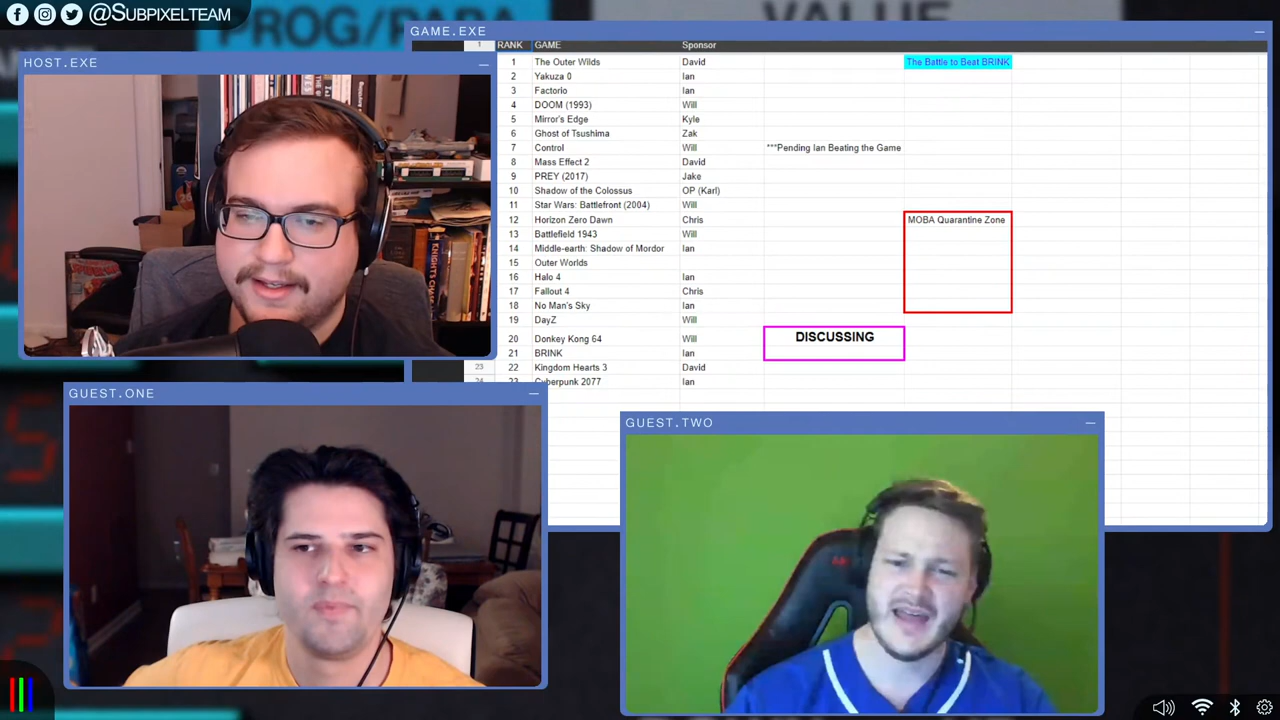 @SUBPIXELTEAM
PROG/PARA
VALUE
GAME.EXE
1 RANK GAME Sponsor
1 The Outer Wilds David The Battle to Beat BRINK
2 Yakuza 0 Ian
3 Factorio Ian
4 DOOM (1993) Will
5 Mirror's Edge Kyle
6 Ghost of Tsushima Zak
7 Control Will ***Pending Ian Beating the Game
8 Mass Effect 2 David
9 PREY (2017) Jake
10 Shadow of the Colossus OP (Karl)
11 Star Wars: Battlefront (2004) Will
12 Horizon Zero Dawn Chris MOBA Quarantine Zone
13 Battlefield 1943 Will
14 Middle-earth: Shadow of Mordor Ian
15 Outer Worlds
16 Halo 4 Ian
17 Fallout 4 Chris
18 No Man's Sky Ian
19 DayZ Will
20 Donkey Kong 64 Will DISCUSSING
21 BRINK Ian
23 22 Kingdom Hearts 3 David
24 23 Cyberpunk 2077 Ian
HOST.EXE
GUEST.ONE
GUEST.TWO